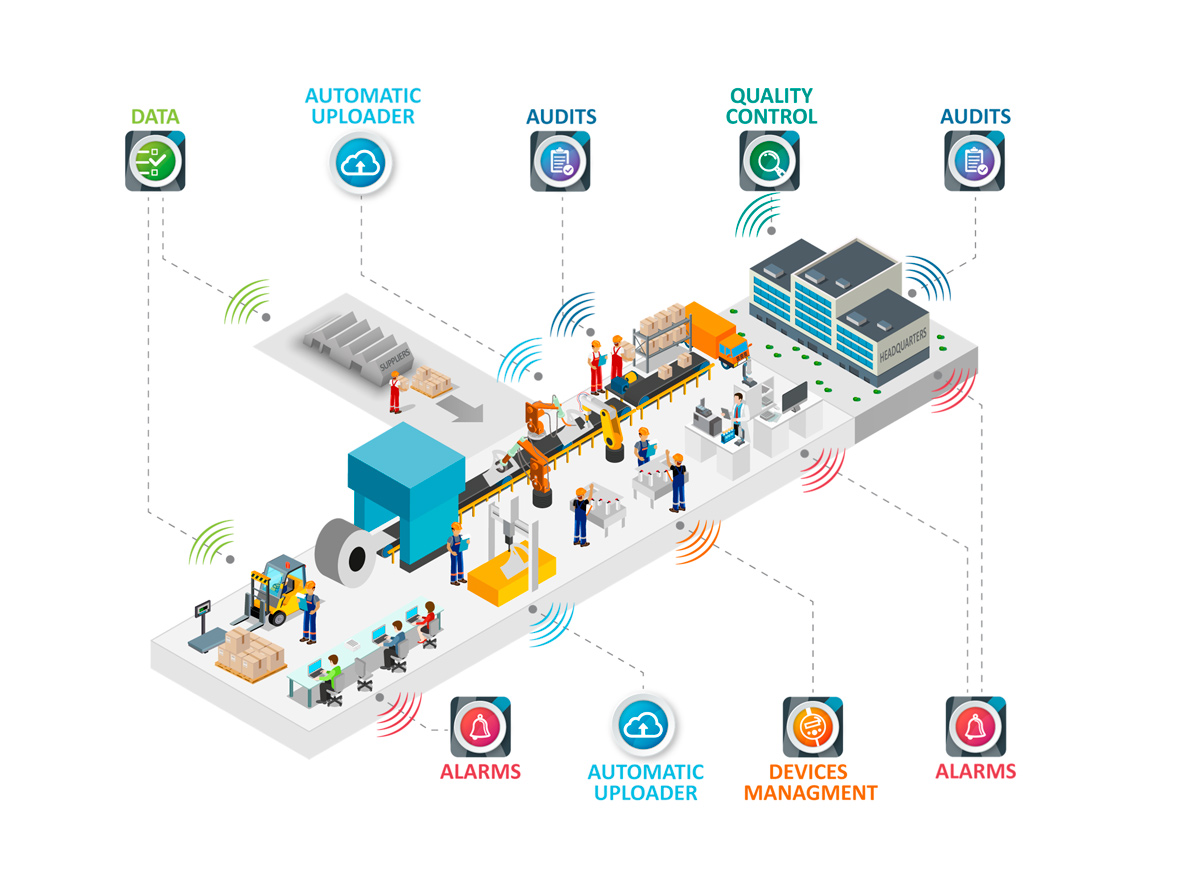 DATA
AUTOMATIC
UPLOADER
AUDITS
QUALITY
CONTROL
AUDITS
SUPPLIERS
HEADQUARTERS
ALARMS
AUTOMATIC
UPLOADER
DEVICES
MANAGMENT
ALARMS